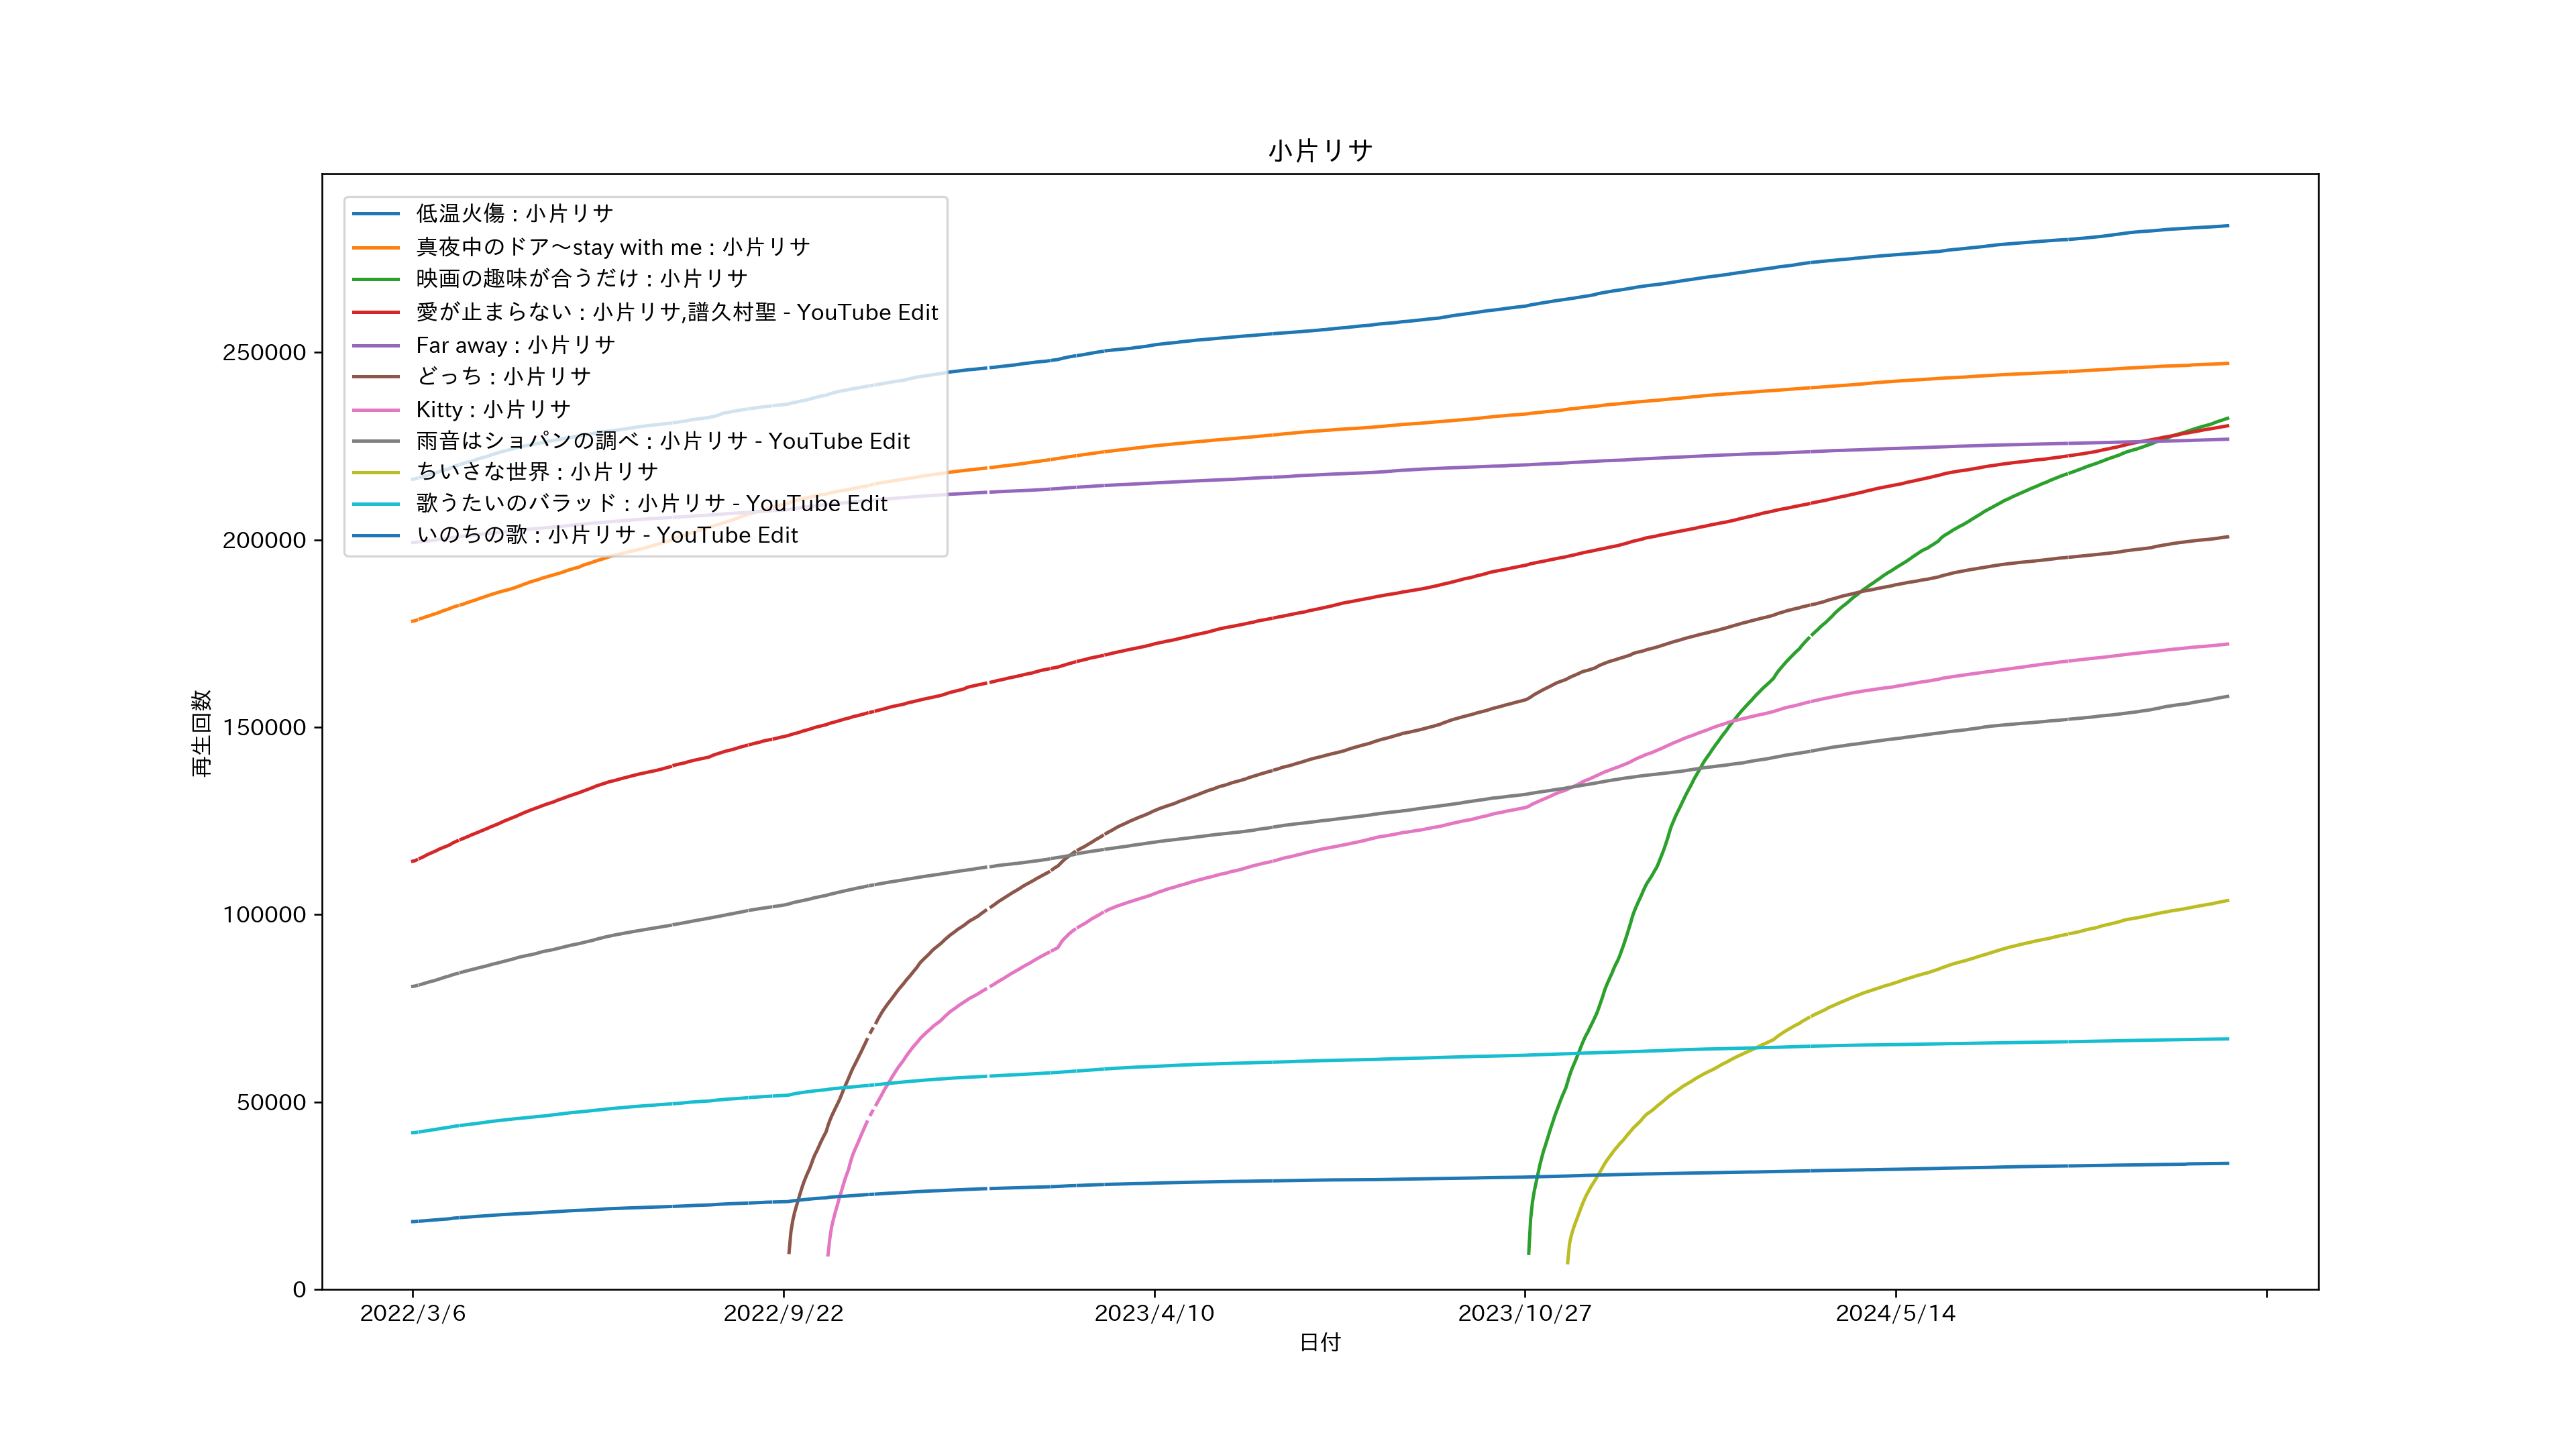 小片リサ
低温火傷 : 小片リサ
真夜中のドア〜stay with me : 小片リサ
映画の趣味が合うだけ : 小片リサ
愛が止まらない : 小片リサ,譜久村聖 - YouTube Edit
Far away : 小片リサ
どっち : 小片リサ
Kitty : 小片リサ
雨音はショパンの調べ : 小片リサ - YouTube Edit
ちいさな世界 : 小片リサ
歌うたいのバラッド : 小片リサ - YouTube Edit
いのちの歌 : 小片リサ - YouTube Edit
250000
200000
150000
100000
50000
0
再生回数
2022/3/6
2022/9/22
2023/4/10
2023/10/27
2024/5/14
日付